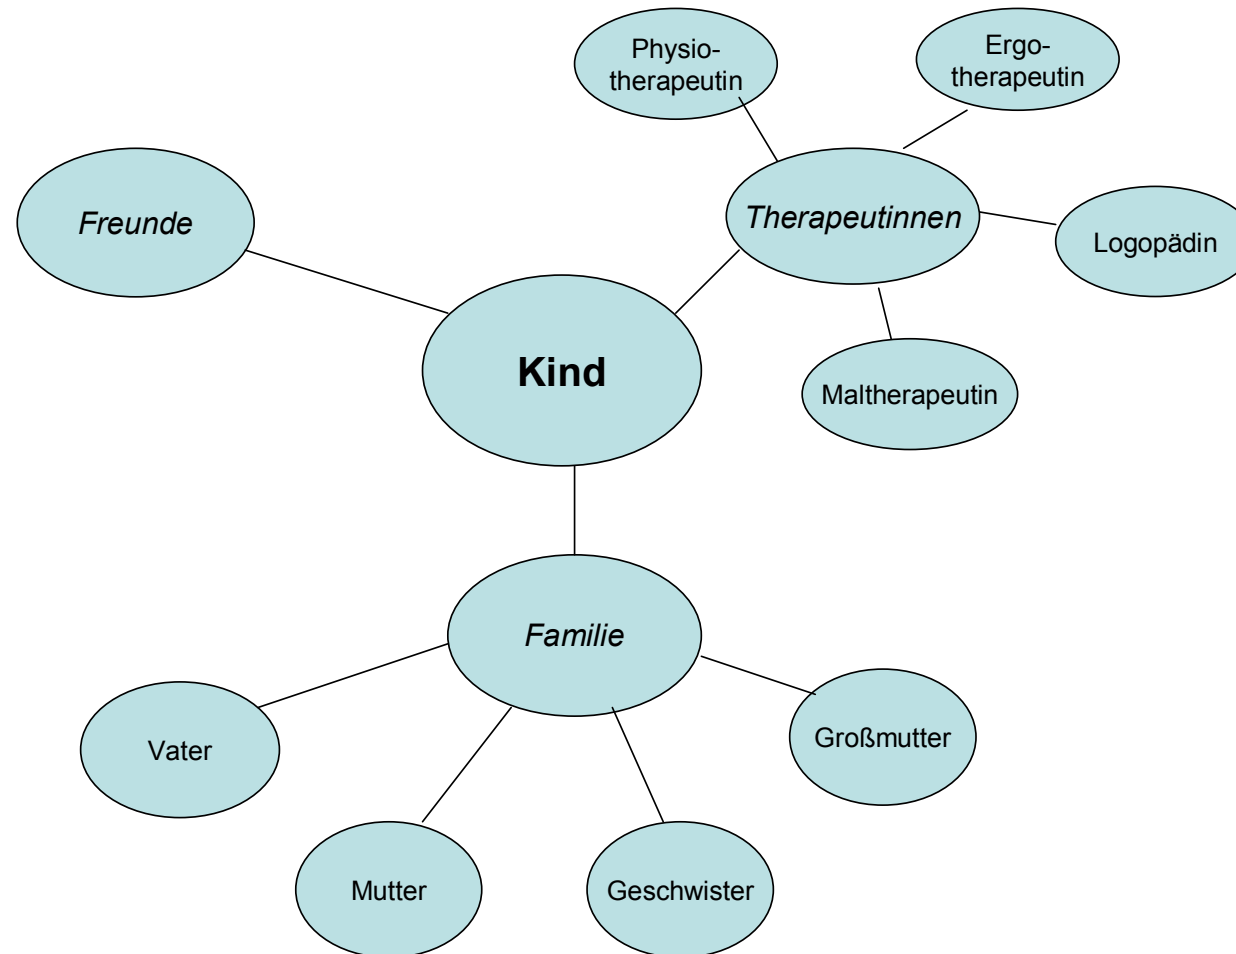 Physio-
therapeutin
Ergo-
therapeutin
Freunde
Therapeutinnen
Logopädin
Kind
Maltherapeutin
Familie
Vater
Großmutter
Mutter
Geschwister